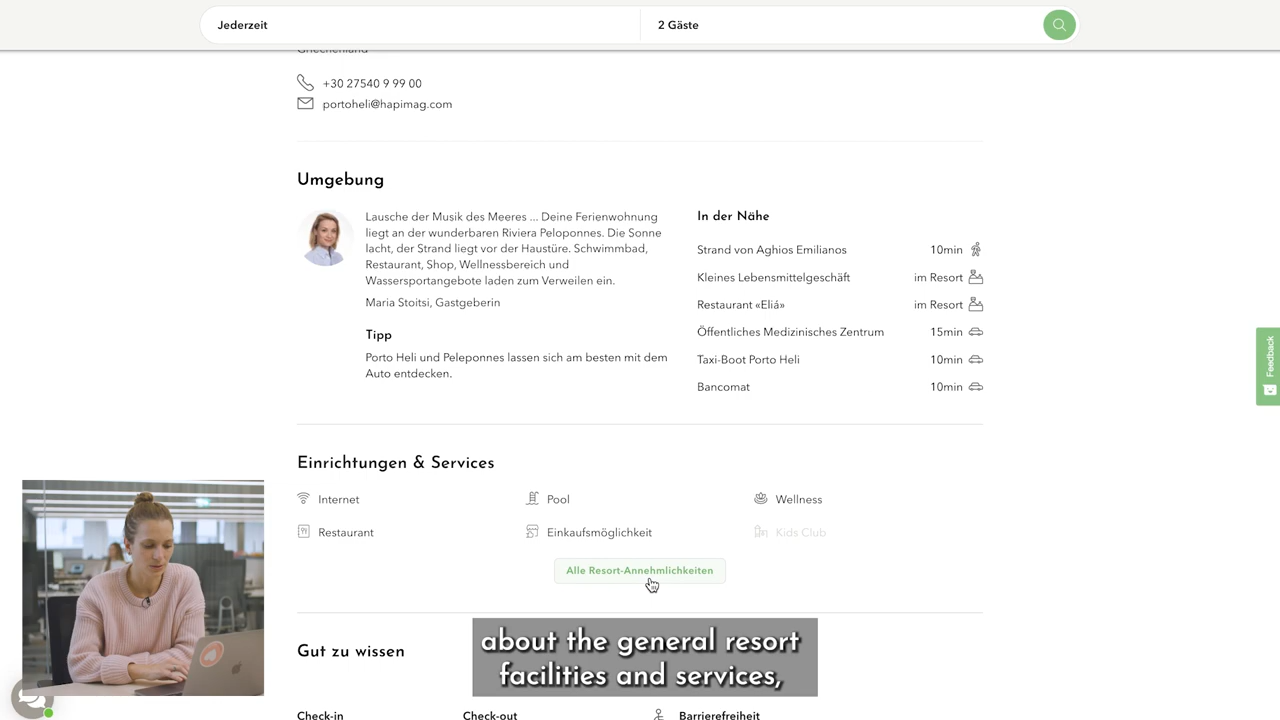 Jederzeit
2 Gäste
Griechenland
+30 27540 9 99 00
portoheli@hapimag.com
Umgebung
Lausche der Musik des Meeres ... Deine Ferienwohnung
liegt an der wunderbaren Riviera Peloponnes. Die Sonne
lacht, der Strand liegt vor der Haustüre. Schwimmbad,
Restaurant, Shop, Wellnessbereich und
Wassersportangebote laden zum Verweilen ein.
Maria Stoitsi, Gastgeberin
Tipp
Porto Heli und Peleponnes lassen sich am besten mit dem
Auto entdecken.
In der Nähe
Strand von Aghios Emilianos 10min
Kleines Lebensmittelgeschäft im Resort
Restaurant «Eliá» im Resort
Öffentliches Medizinisches Zentrum 15min
Taxi-Boot Porto Heli 10min
Bancomat 10min
Feedback
Einrichtungen & Services
Internet
Pool
Wellness
Restaurant
Einkaufsmöglichkeit
Kids Club
Alle Resort-Annehmlichkeiten
Gut zu wissen
about the general resort
facilities and services,
Check-in
Check-out
Barrierefreiheit